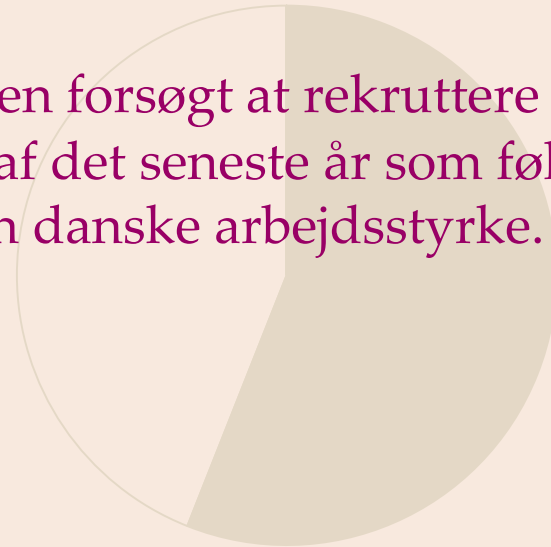 en forsøgt at rekruttere
af det seneste år som føl
n danske arbejdsstyrke.